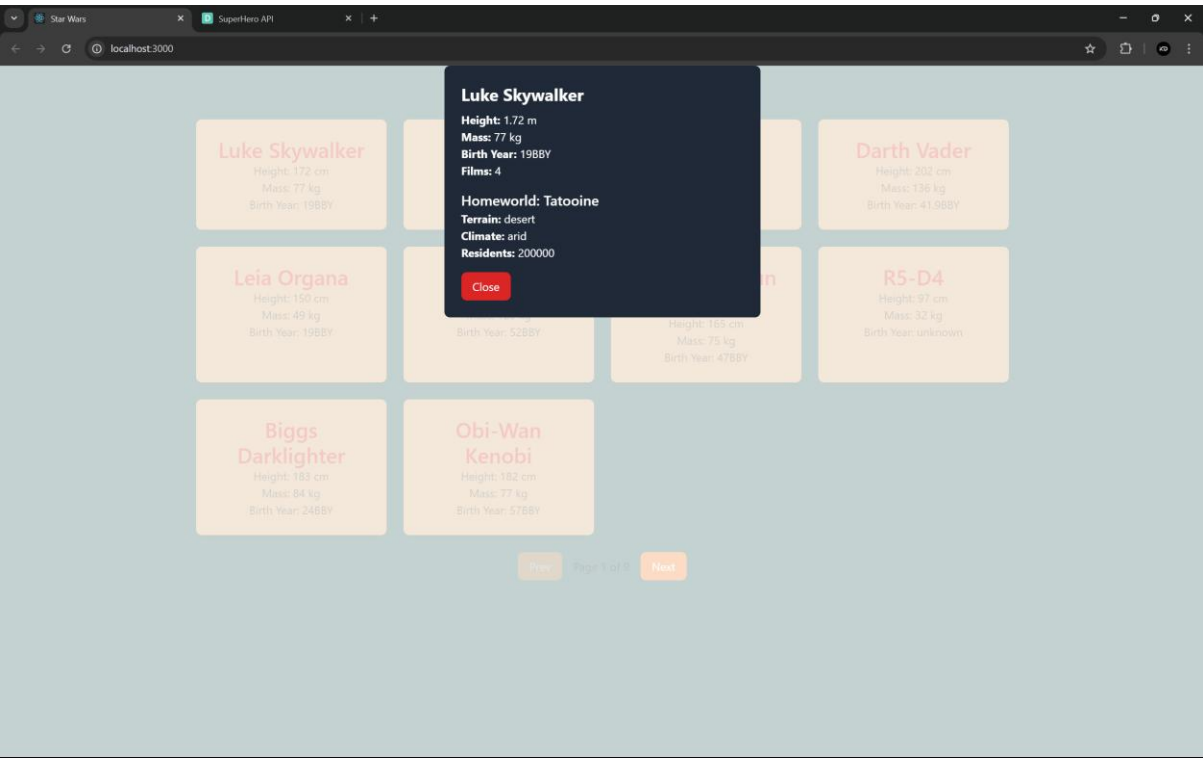 Star Wars
SuperHero API
localhost:3000
Luke Skywalker
Height: 1.72 m
Mass: 77 kg
Birth Year: 19BBY
Films: 4
Homeworld: Tatooine
Terrain: desert
Climate: arid
Residents: 200000
Close
Luke Skywalker
Height: 172 cm
Mass: 77 kg
Birth Year: 19BBY
Darth Vader
Height: 202 cm
Mass: 136 kg
Birth Year: 41.9BBY
Leia Organa
Height: 150 cm
Mass: 49 kg
Birth Year: 19BBY
Birth Year: 52BBY
Height: 165 cm
Mass: 75 kg
Birth Year: 47BBY
R5-D4
Height: 97 cm
Mass: 32 kg
Birth Year: unknown
Biggs
Darklighter
Height: 183 cm
Mass: 84 kg
Birth Year: 24BBY
Obi-Wan
Kenobi
Height: 182 cm
Mass: 77 kg
Birth Year: 57BBY
Prev Page 1 of 9 Next